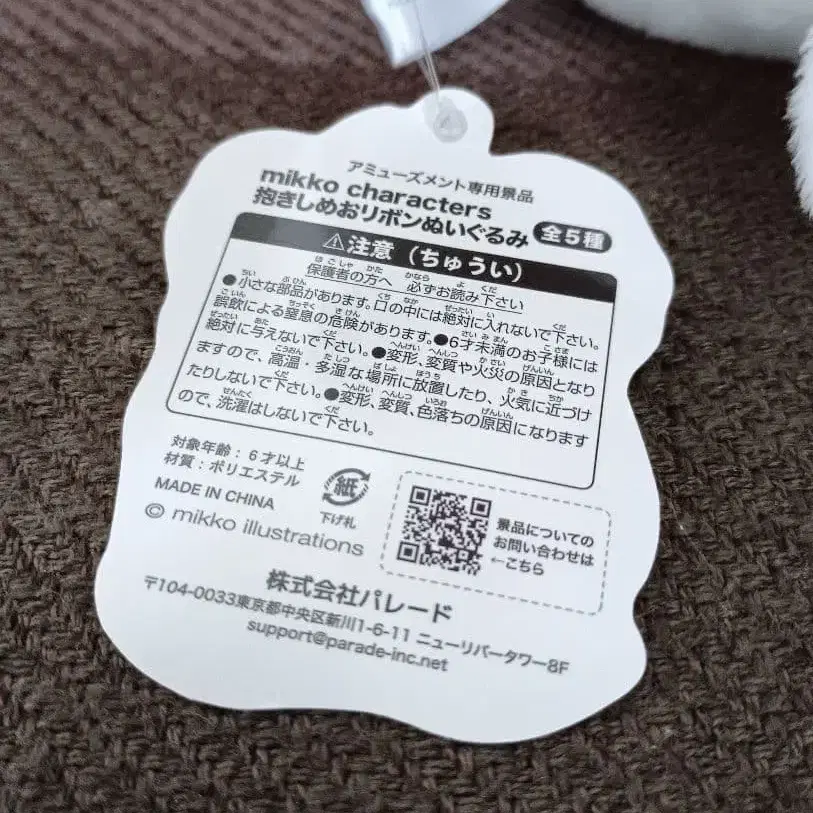 アミューズメント専用景品
mikko characters
抱きしめおリボンぬいぐるみ 全5種
⚠注意（ちゅうい）
保護者の方へ 必ずお読み下さい
●小さな部品があります。口の中には絶対に入れないで下さい。
誤飲による窒息の危険があります。●6才未満のお子様には
絶対に与えないで下さい。●変形、変質や火災の原因となり
ますので、高温・多湿な場所に放置したり、火気に近づけ
たりしないで下さい。●変形、変質、色落ちの原因になります
ので、洗濯はしないで下さい。
対象年齢：6才以上
材質：ポリエステル
MADE IN CHINA
© mikko illustrations
紙
下げ札
景品についての
お問い合わせは
←こちら
株式会社パレード
〒104-0033東京都中央区新川1-6-11 ニューリバータワー8F
support@parade-inc.net